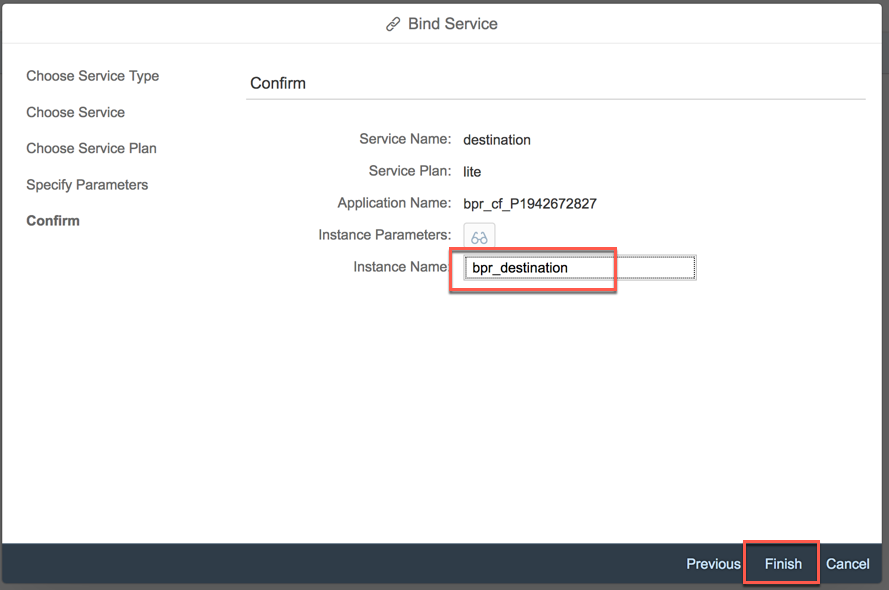 Bind Service
Choose Service Type
Choose Service
Choose Service Plan
Specify Parameters
Confirm
Confirm
Service Name: destination
Service Plan: lite
Application Name: bpr_cf_P1942672827
Instance Parameters:
Instance Name: bpr_destination
Previous Finish Cancel